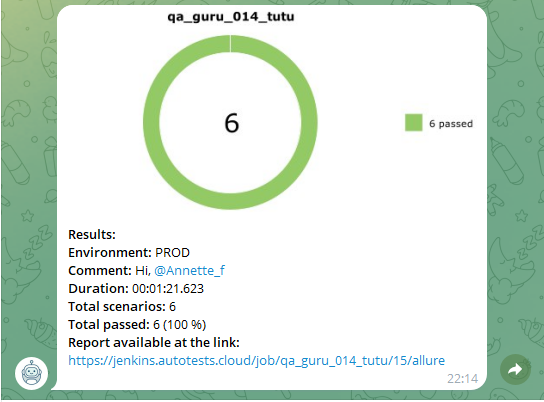 qa_guru_014_tutu
6
6 passed
Results:
Environment: PROD
Comment: Hi, @Annette_f
Duration: 00:01:21.623
Total scenarios: 6
Total passed: 6 (100 %)
Report available at the link:
https://jenkins.autotests.cloud/job/qa_guru_014_tutu/15/allure
22:14